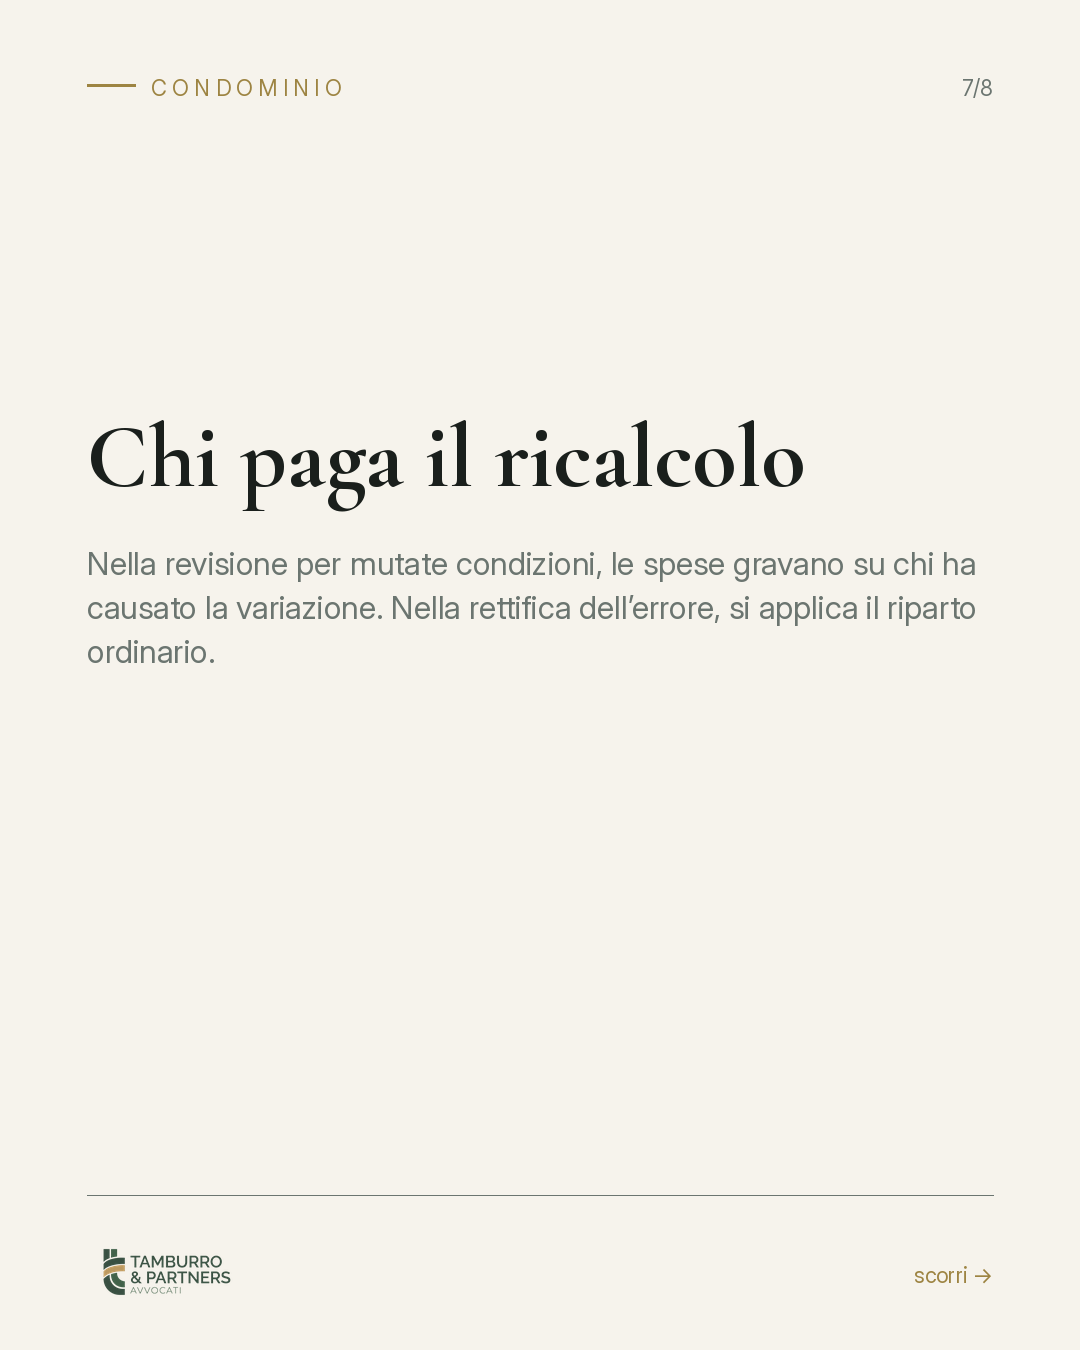 CONDOMINIO
7/8
Chi paga il ricalcolo
Nella revisione per mutate condizioni, le spese gravano su chi ha
causato la variazione. Nella rettifica dell’errore, si applica il riparto
ordinario.
TAMBURRO
& PARTNERS
AVVOCATI
scorri →